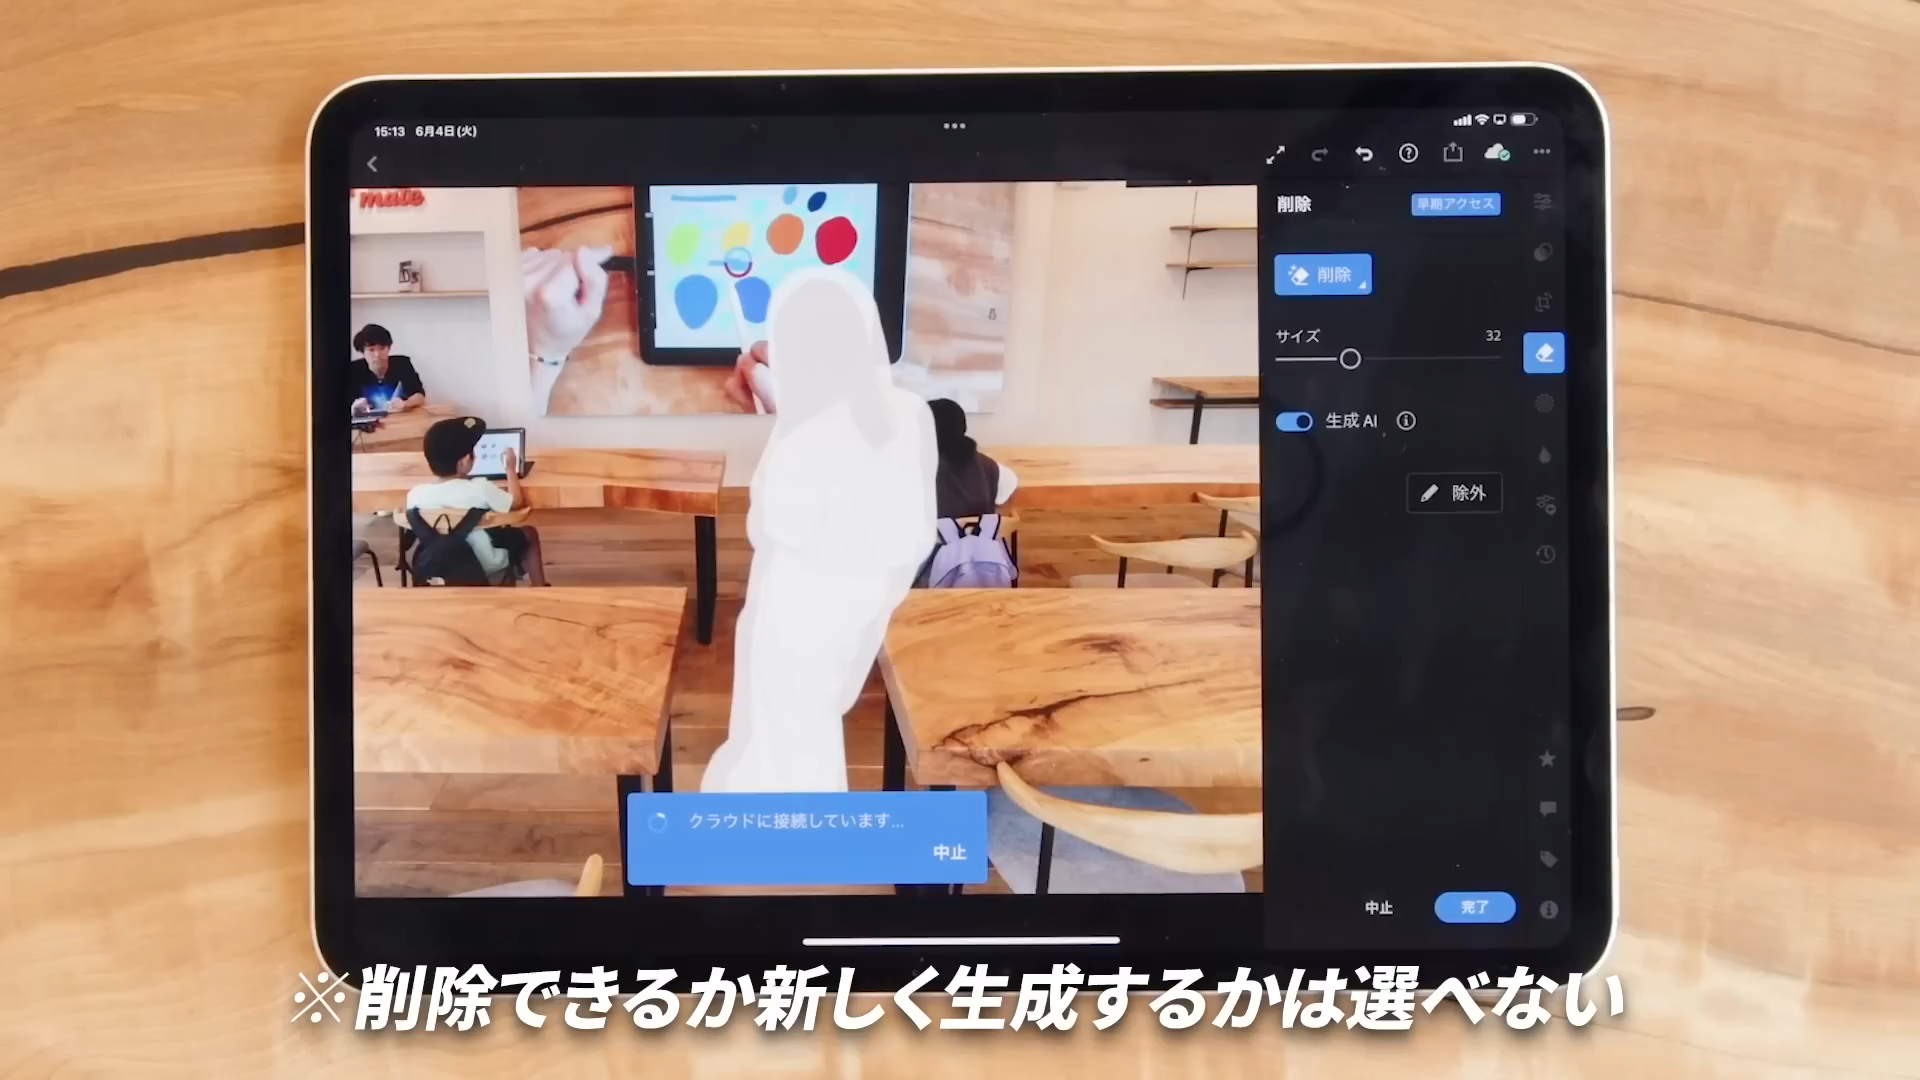 15:13 6月4日(火)
mate
削除
早期アクセス
削除
サイズ
32
生成 AI
除外
クラウドに接続しています...
中止
中止
完了
※削除できるか新しく生成するかは選べない